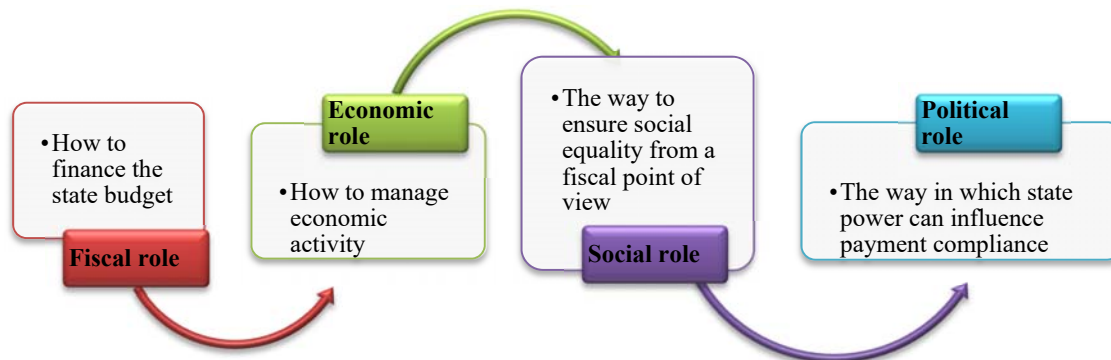 •How to
finance the
state budget
Fiscal role
Economic
role
•How to manage
economic
activity
•The way to
ensure social
equality from a
fiscal point of
view
Social role
Political
role
•The way in which state
power can influence
payment compliance